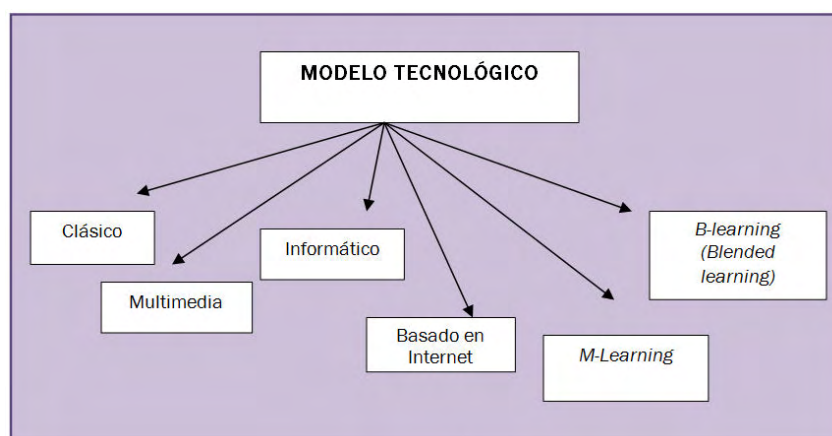 MODELO TECNOLÓGICO
Clásico
Multimedia
Informático
Basado en
Internet
M-Learning
B-learning
(Blended
learning)